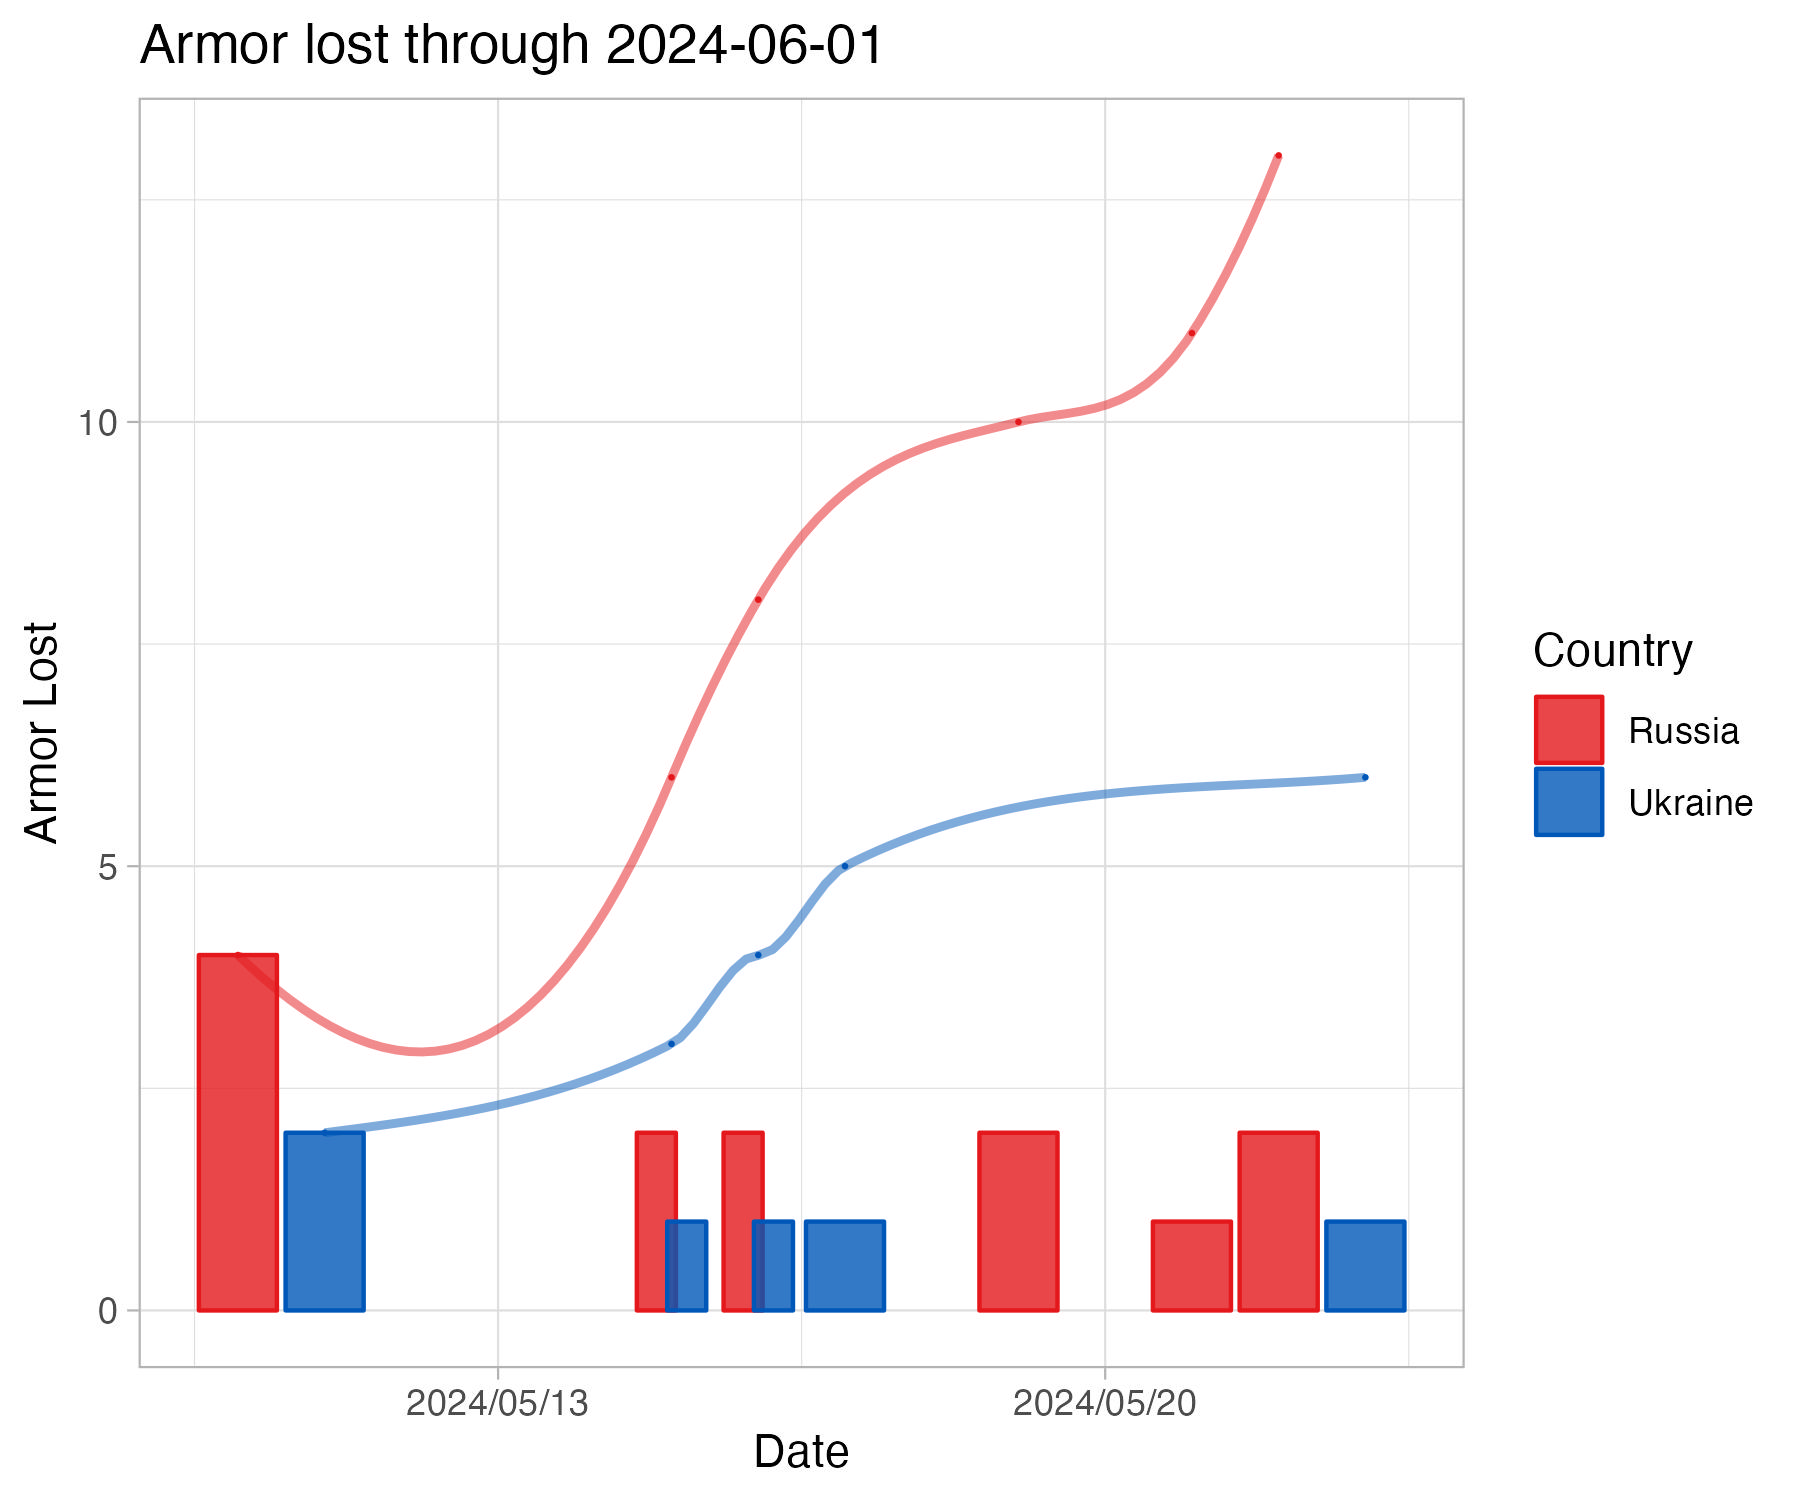 Armor lost through 2024-06-01
Armor Lost
10
5
0
2024/05/13
2024/05/20
Date
Country
Russia
Ukraine